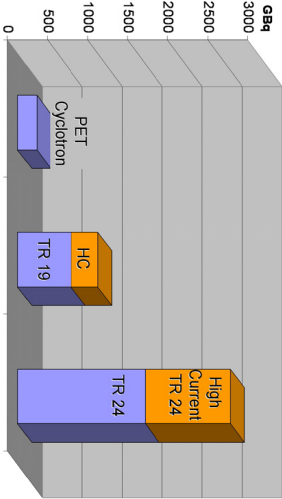 GBq
3000
2500
2000
1500
1000
500
0
PET
Cyclotron
HC
TR 19
High
Current
TR 24
TR 24